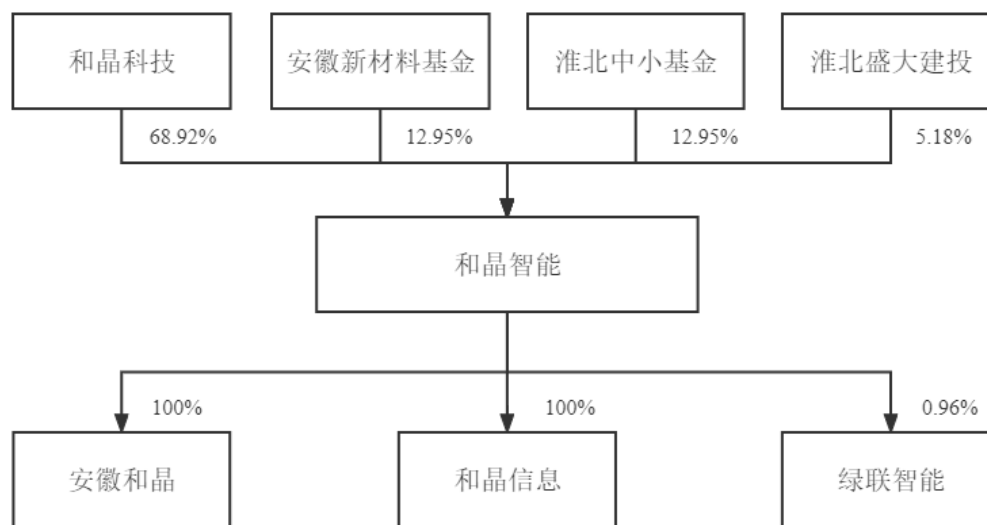 和晶科技
安徽新材料基金
淮北中小基金
淮北盛大建投
68.92%
12.95%
12.95%
5.18%
和晶智能
100%
100%
0.96%
安徽和晶
和晶信息
绿联智能